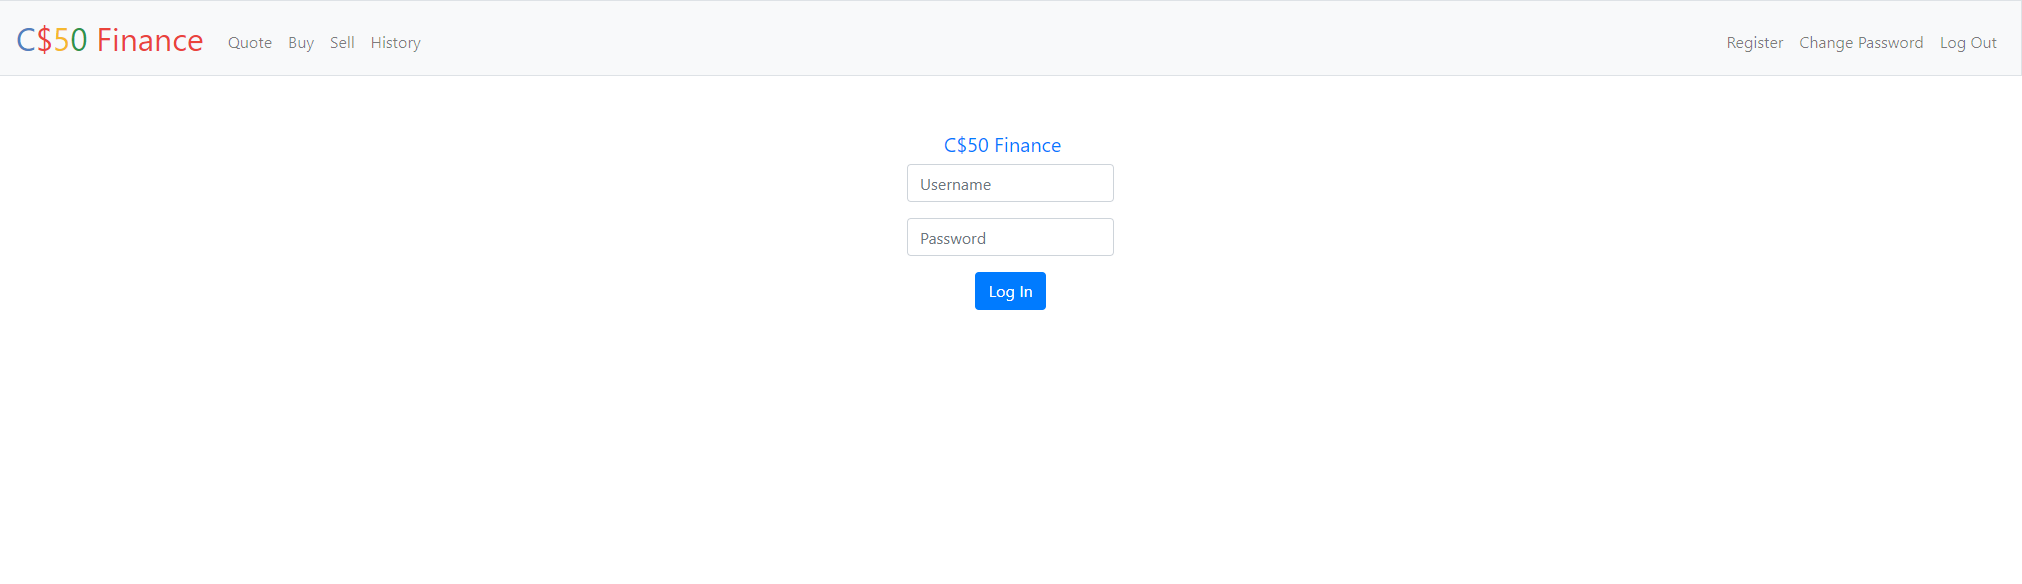 C$50 Finance Quote Buy Sell History Register Change Password Log Out
C$50 Finance
Username
Password
Log In